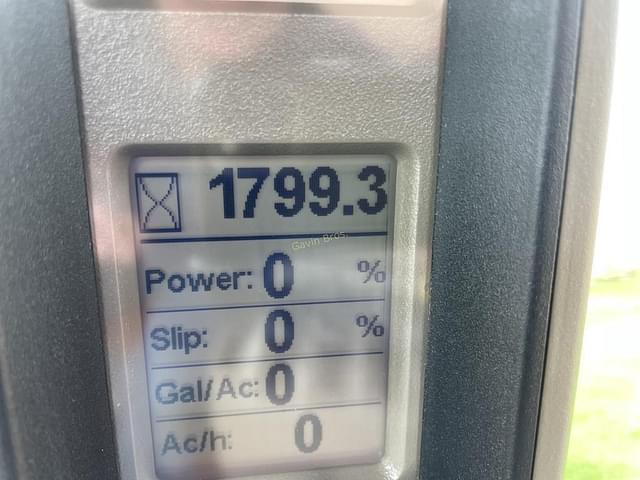 1799.3
Gavin Bros.
Power: 0 %
Slip: 0 %
Gal/Ac: 0
Ac/h: 0